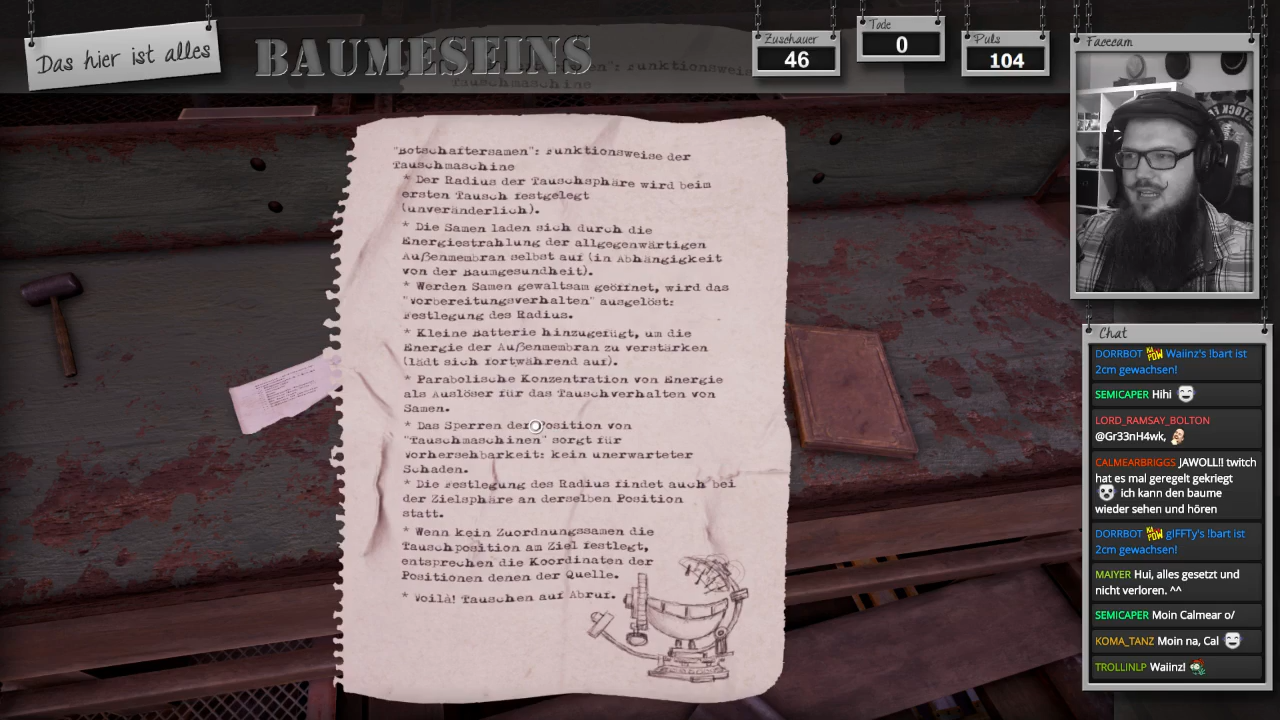 Das hier ist alles
BAUMESEINS
Zuschauer
46
Tode
0
Puls
104
Facecam
"Botschaftersamen": Funktionsweise der
Tauschmaschine
* Der Radius der Tauschsphäre wird beim
ersten Tausch festgelegt
(unveränderlich).
* Die Samen laden sich durch die
Energiestrahlung der allgegenwärtigen
Außenmembran selbst auf (in Abhängigkeit
von der Baumgesundheit).
* Werden Samen gewaltsam geöffnet, wird das
"Vorbereitungsverhalten" ausgelöst:
Festlegung des Radius.
* Kleine Batterie hinzugefügt, um die
Energie der Außenmembran zu verstärken
(lädt sich fortwährend auf).
* Parabolische Konzentration von Energie
als Auslöser für das Tauschverhalten von
Samen.
* Das Sperren der Position von
"Tauschmaschinen" sorgt für
Vorhersehbarkeit: kein unerwarteter
Schaden.
* Die Festlegung des Radius findet auch bei
der Zielsphäre an derselben Position
statt.
* Wenn kein Zuordnungssamen die
Tauschposition am Ziel festlegt,
entsprechen die Koordinaten der
Positionen denen der Quelle.
* Voilà! Tauschen auf Abruf.
Chat
DORRBOT KAPOW Waiinz's !bart ist
2cm gewachsen!
SEMICAPER Hihi
LORD_RAMSAY_BOLTON
@Gr33nH4wk,
CALMEARBRIGGS JAWOLL!! twitch
hat es mal geregelt gekriegt
ich kann den baume
wieder sehen und hören
DORRBOT KAPOW gIFFTy's !bart ist
2cm gewachsen!
MAIYER Hui, alles gesetzt und
nicht verloren. ^^
SEMICAPER Moin Calmear o/
KOMA_TANZ Moin na, Cal
TROLLINLP Waiinz!